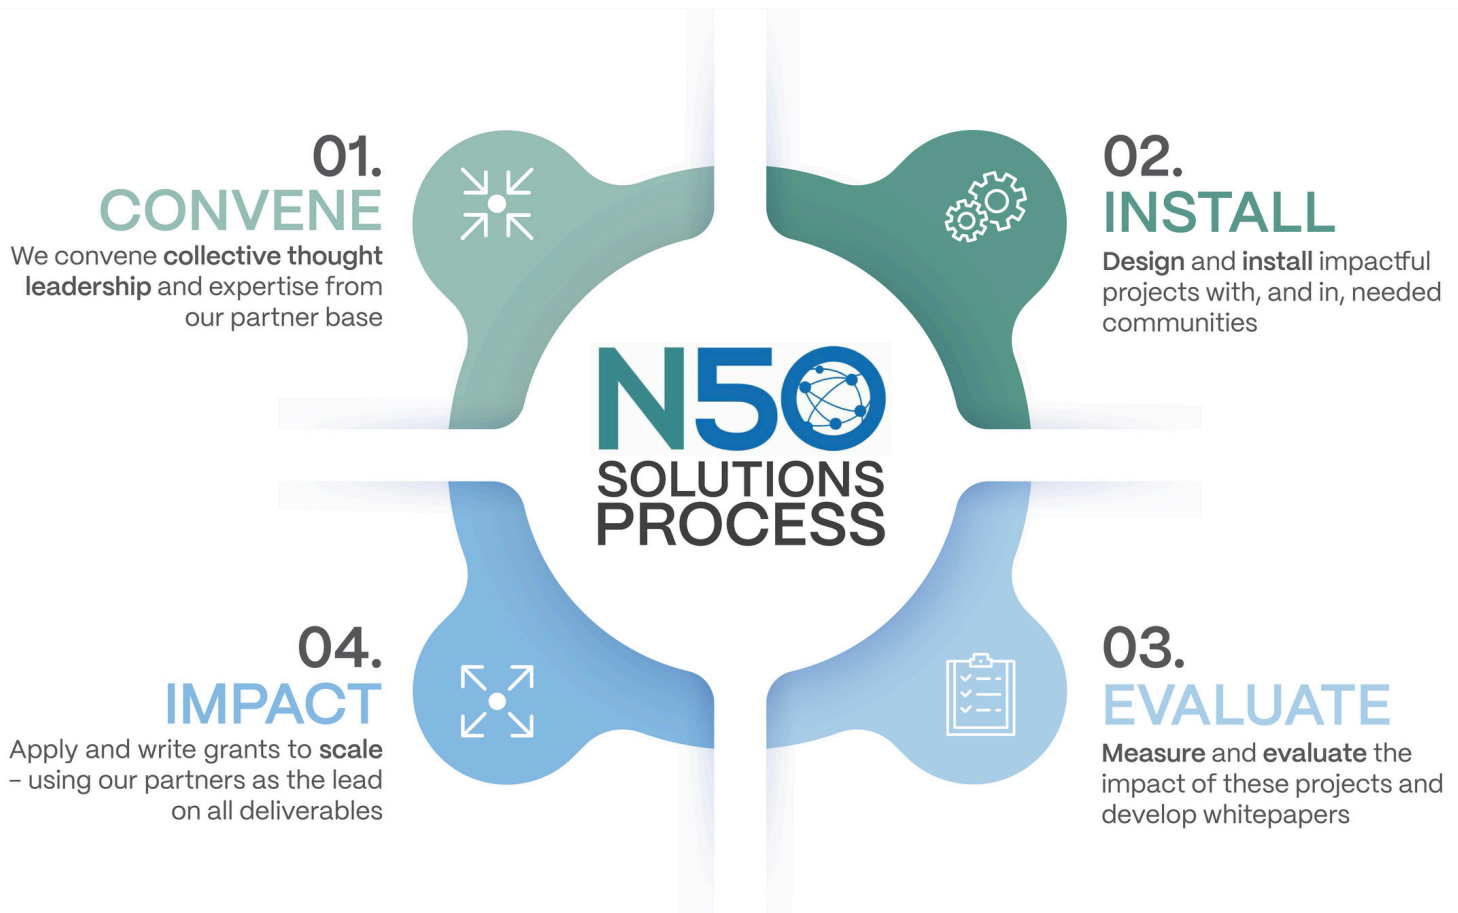 01.
CONVENE
We convene collective thought
leadership and expertise from
our partner base
02.
INSTALL
Design and install impactful
projects with, and in, needed
communities
N50
SOLUTIONS
PROCESS
04.
IMPACT
Apply and write grants to scale
– using our partners as the lead
on all deliverables
03.
EVALUATE
Measure and evaluate the
impact of these projects and
develop whitepapers